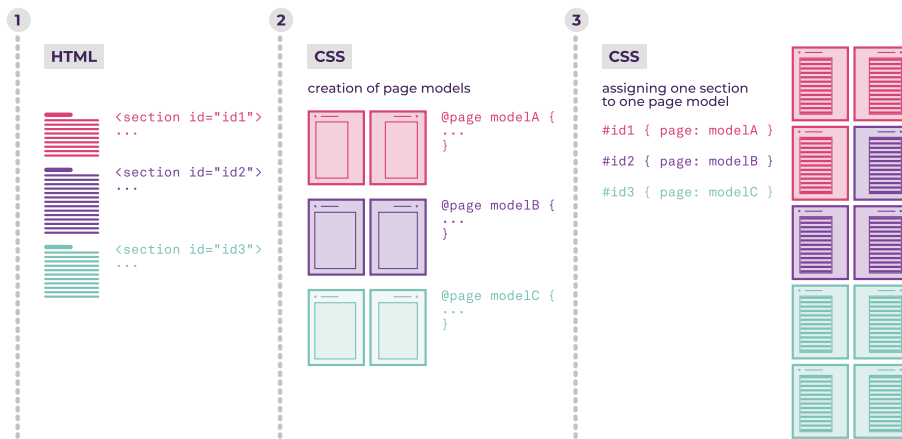 1
HTML
<section id="id1">
...
<section id="id2">
...
<section id="id3">
...
2
CSS
creation of page models
@page modelA {
...
}
@page modelB {
...
}
@page modelC {
...
}
3
CSS
assigning one section
to one page model
#id1 { page: modelA }
#id2 { page: modelB }
#id3 { page: modelC }